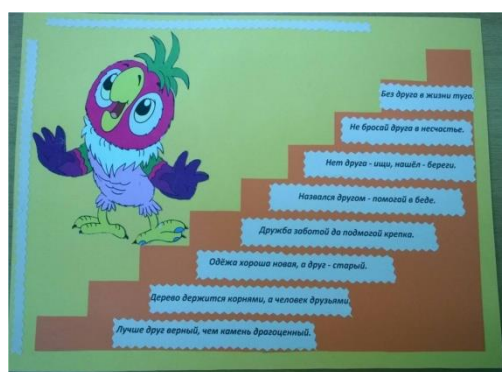 Без друга в жизни туго.
Не бросай друга в несчастье.
Нет друга - ищи, нашёл - береги.
Назвался другом - помогай в беде.
Дружба заботой да подмогой крепка.
Одёжа хороша новая, а друг - старый.
Дерево держится корнями, а человек друзьями.
Лучше друг верный, чем камень драгоценный.